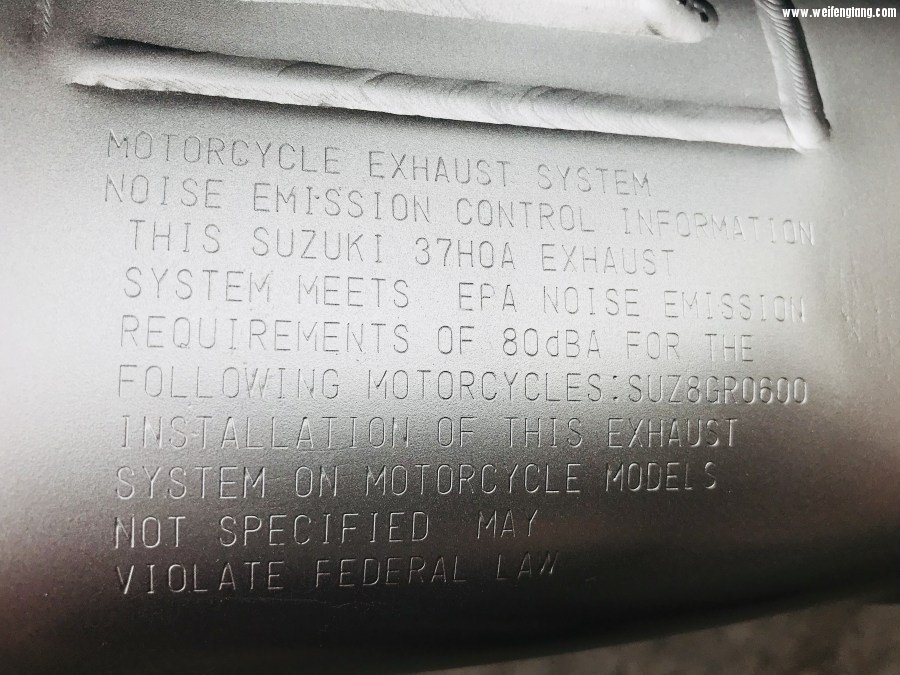 www.weifengtang.com
MOTORCYCLE EXHAUST SYSTEM
NOISE EMISSION CONTROL INFORMATION
THIS SUZUKI 37H0A EXHAUST
SYSTEM MEETS EPA NOISE EMISSION
REQUIREMENTS OF 80dBA FOR THE
FOLLOWING MOTORCYCLES:SUZ8GR0600
INSTALLATION OF THIS EXHAUST
SYSTEM ON MOTORCYCLE MODELS
NOT SPECIFIED MAY
VIOLATE FEDERAL LAW